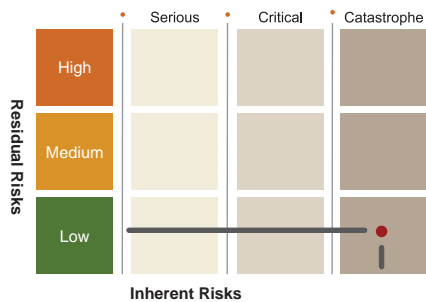 Serious Critical Catastrophe
High
Medium
Low
Residual Risks
Inherent Risks